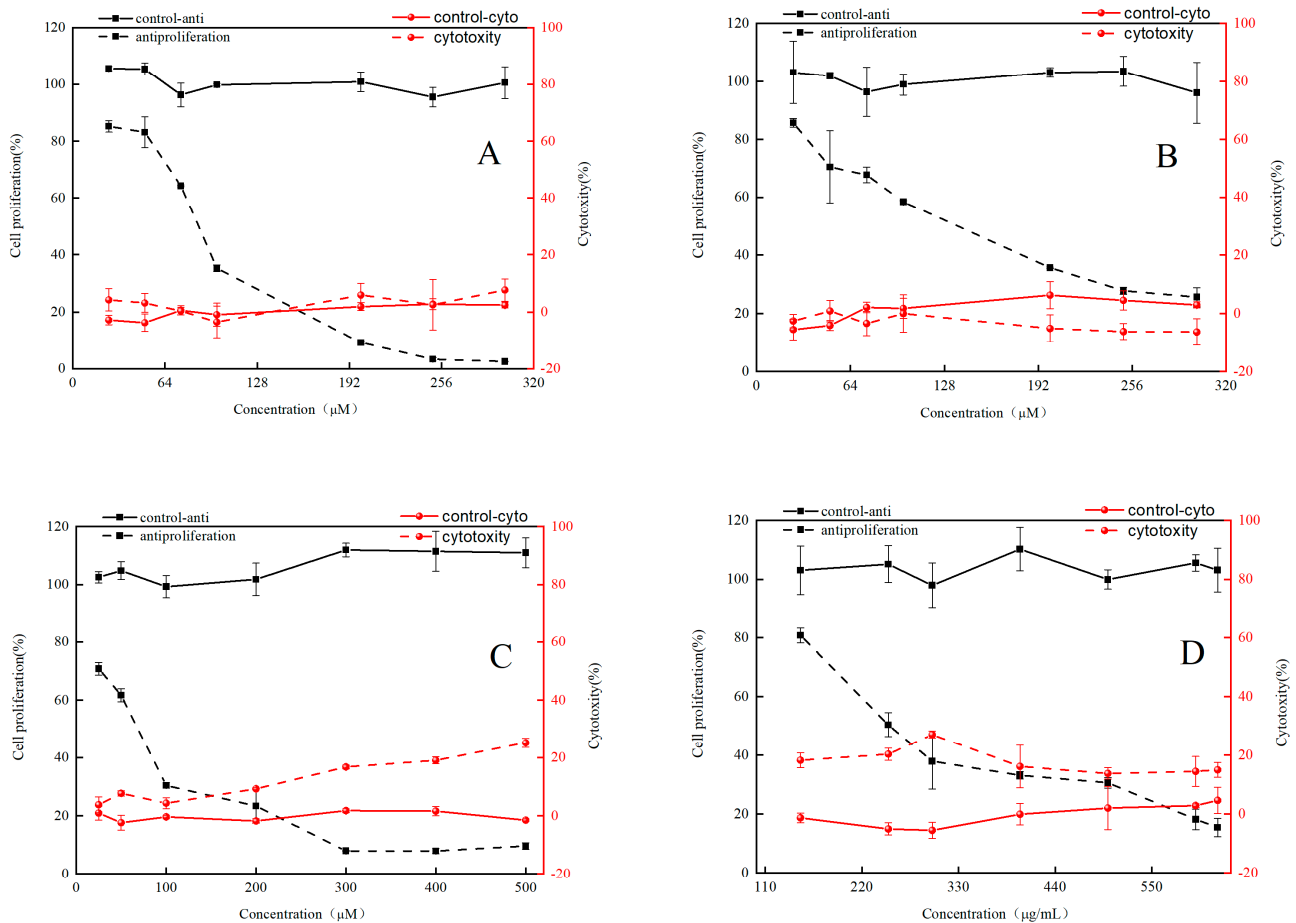 control-anti
antiproliferation
control-cyto
cytotoxity
A
Cell proliferation(%)
Cytotoxity(%)
120
100
80
60
40
20
0
100
80
60
40
20
0
-20
0 64 128 192 256 320
Concentration（μM）
control-anti
antiproliferation
control-cyto
cytotoxity
B
Cell proliferation(%)
Cytotoxity(%)
120
100
80
60
40
20
0
100
80
60
40
20
0
-20
0 64 128 192 256 320
Concentration（μM）
control-anti
antiproliferation
control-cyto
cytotoxity
C
Cell proliferation(%)
Cytotoxity(%)
120
100
80
60
40
20
0
100
80
60
40
20
0
-20
0 100 200 300 400 500
Concentration（μM）
control-anti
antiproliferation
control-cyto
cytotoxity
D
Cell proliferation(%)
Cytotoxity(%)
120
100
80
60
40
20
0
100
80
60
40
20
0
-20
110 220 330 440 550
Concentration（μg/mL）